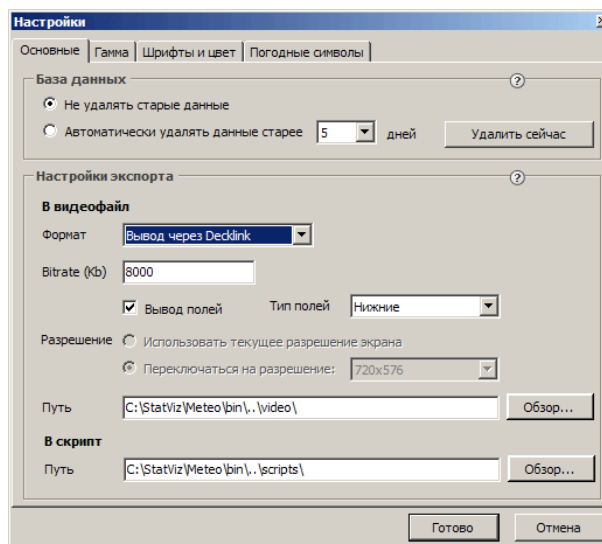 Настройки
Основные Гамма Шрифты и цвет Погодные символы
База данных ?
Не удалять старые данные
Автоматически удалять данные старее 5 дней Удалить сейчас
Настройки экспорта ?
В видеофайл
Формат Вывод через Decklink
Bitrate (Kb) 8000
Вывод полей Тип полей Нижние
Разрешение Использовать текущее разрешение экрана
Переключаться на разрешение: 720x576
Путь C:\StatViz\Meteo\bin\..\video\ Обзор...
В скрипт
Путь C:\StatViz\Meteo\bin\..\scripts\ Обзор...
Готово Отмена